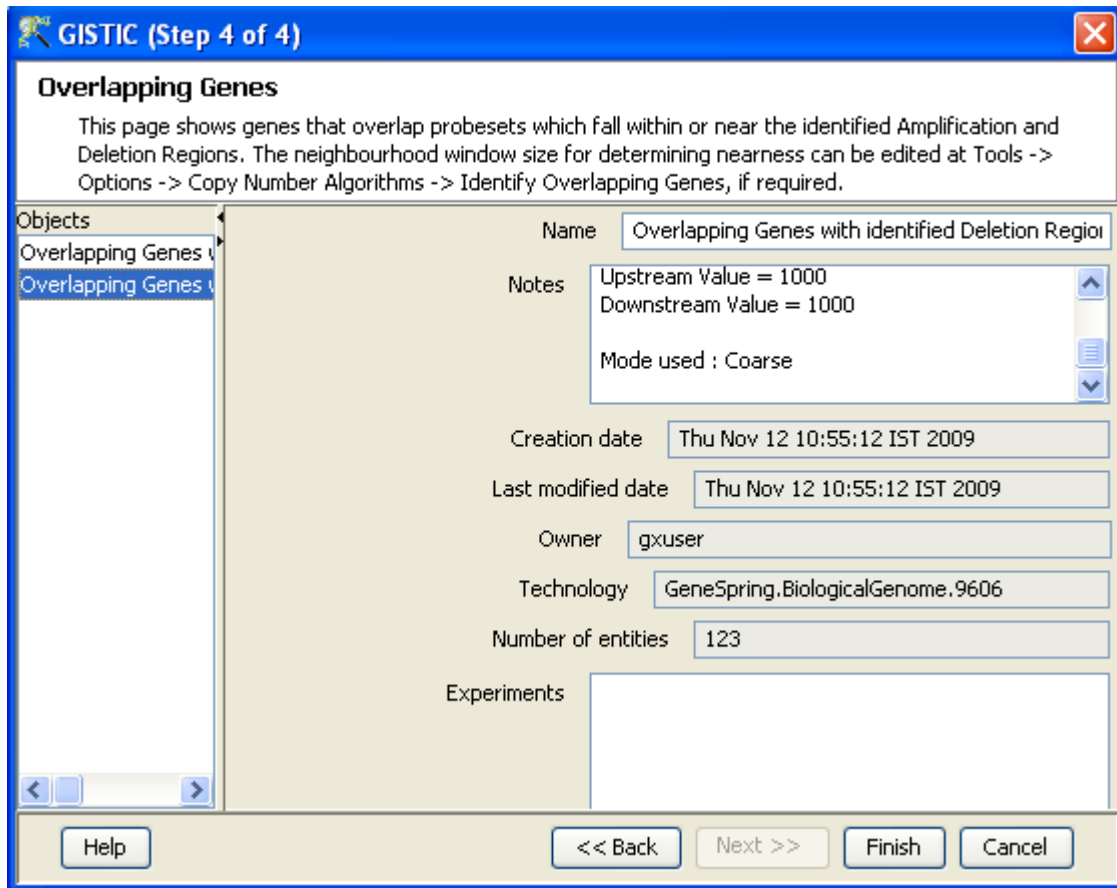 GISTIC (Step 4 of 4)
Overlapping Genes
This page shows genes that overlap probesets which fall within or near the identified Amplification and
Deletion Regions. The neighbourhood window size for determining nearness can be edited at Tools ->
Options -> Copy Number Algorithms -> Identify Overlapping Genes, if required.
Objects
Overlapping Genes
Overlapping Genes
Name Overlapping Genes with identified Deletion
Notes Upstream Value = 1000
Downstream Value = 1000
Mode used : Coarse
Creation date Thu Nov 12 10:55:12 IST 2009
Last modified date Thu Nov 12 10:55:12 IST 2009
Owner gxuser
Technology GeneSpring.BiologicalGenome.9606
Number of entities 123
Experiments
Help << Back Next >> Finish Cancel